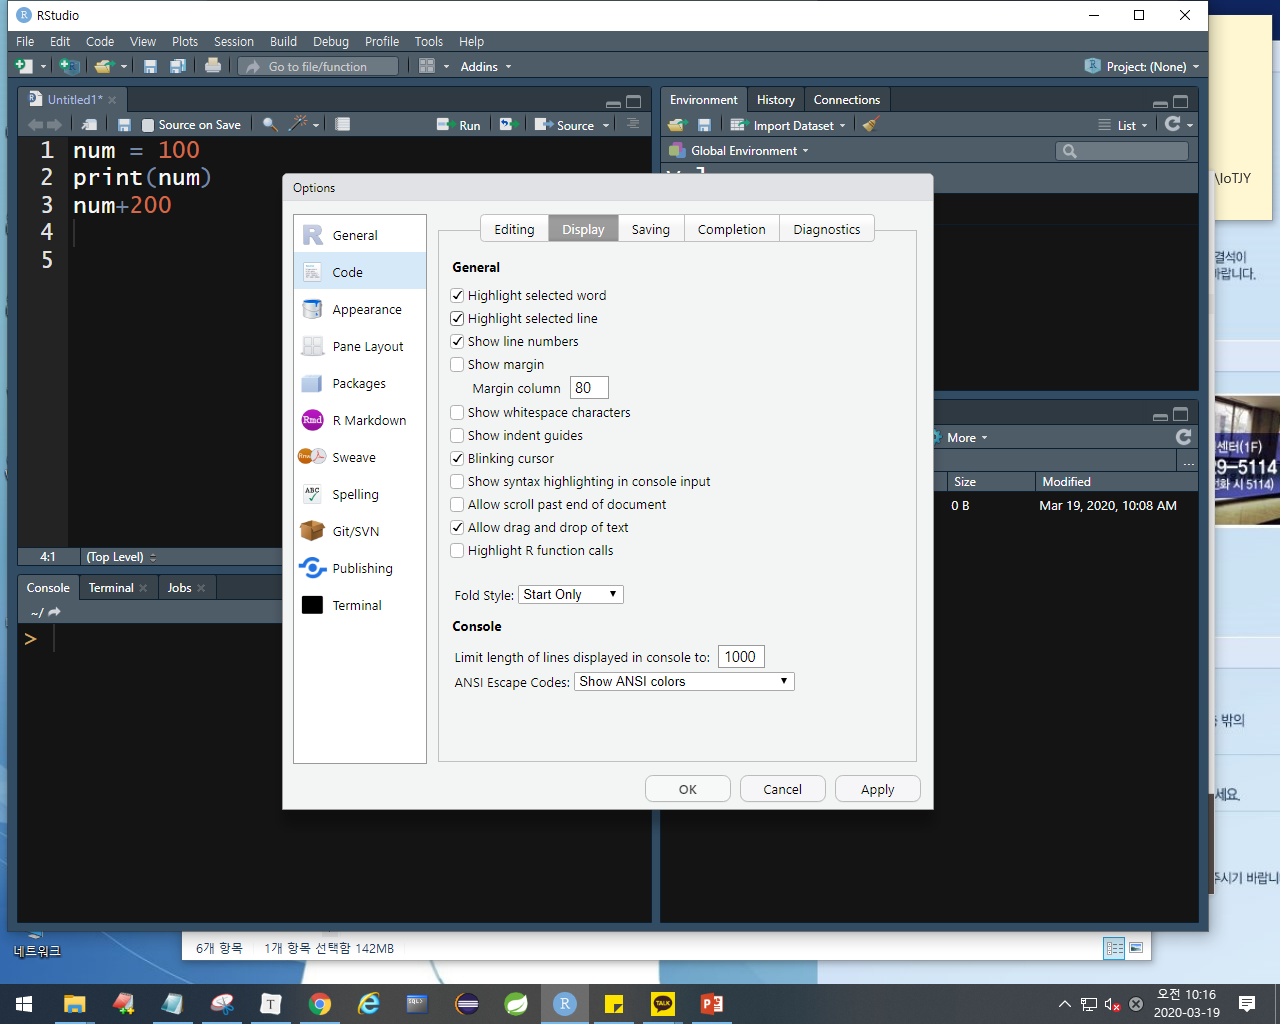 RStudio
File Edit Code View Plots Session Build Debug Profile Tools Help
Go to file/function Addins Project: (None)
Untitled1*
Source on Save Run Source
1 num = 100
2 print(num)
3 num+200
4
5
4:1 (Top Level)
Console Terminal Jobs
~/
>
Environment History Connections
Import Dataset List
Global Environment
More
...
Size Modified
0 B Mar 19, 2020, 10:08 AM
Options
General
Code
Appearance
Pane Layout
Packages
Rmd R Markdown
Sweave
ABC Spelling
Git/SVN
Publishing
Terminal
Editing Display Saving Completion Diagnostics
General
Highlight selected word
Highlight selected line
Show line numbers
Show margin
Margin column 80
Show whitespace characters
Show indent guides
Blinking cursor
Show syntax highlighting in console input
Allow scroll past end of document
Allow drag and drop of text
Highlight R function calls
Fold Style: Start Only
Console
Limit length of lines displayed in console to: 1000
ANSI Escape Codes: Show ANSI colors
OK Cancel Apply
\IoTJY
결석이
바랍니다.
센터(1F)
29-5114
화 시 5114)
밖의
세요.
주시기 바랍니
네트워크
6개 항목 1개 항목 선택함 142MB
SQL
TALK
오전 10:16
2020-03-19